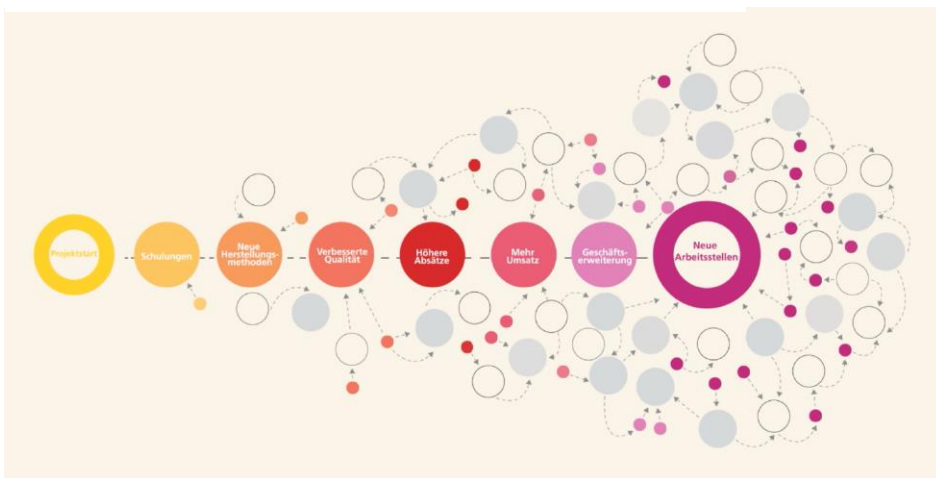 Projektstart
Schulungen
Neue
Herstellungs-
methoden
Verbesserte
Qualität
Höhere
Absätze
Mehr
Umsatz
Geschäfts-
erweiterung
Neue
Arbeitsstellen